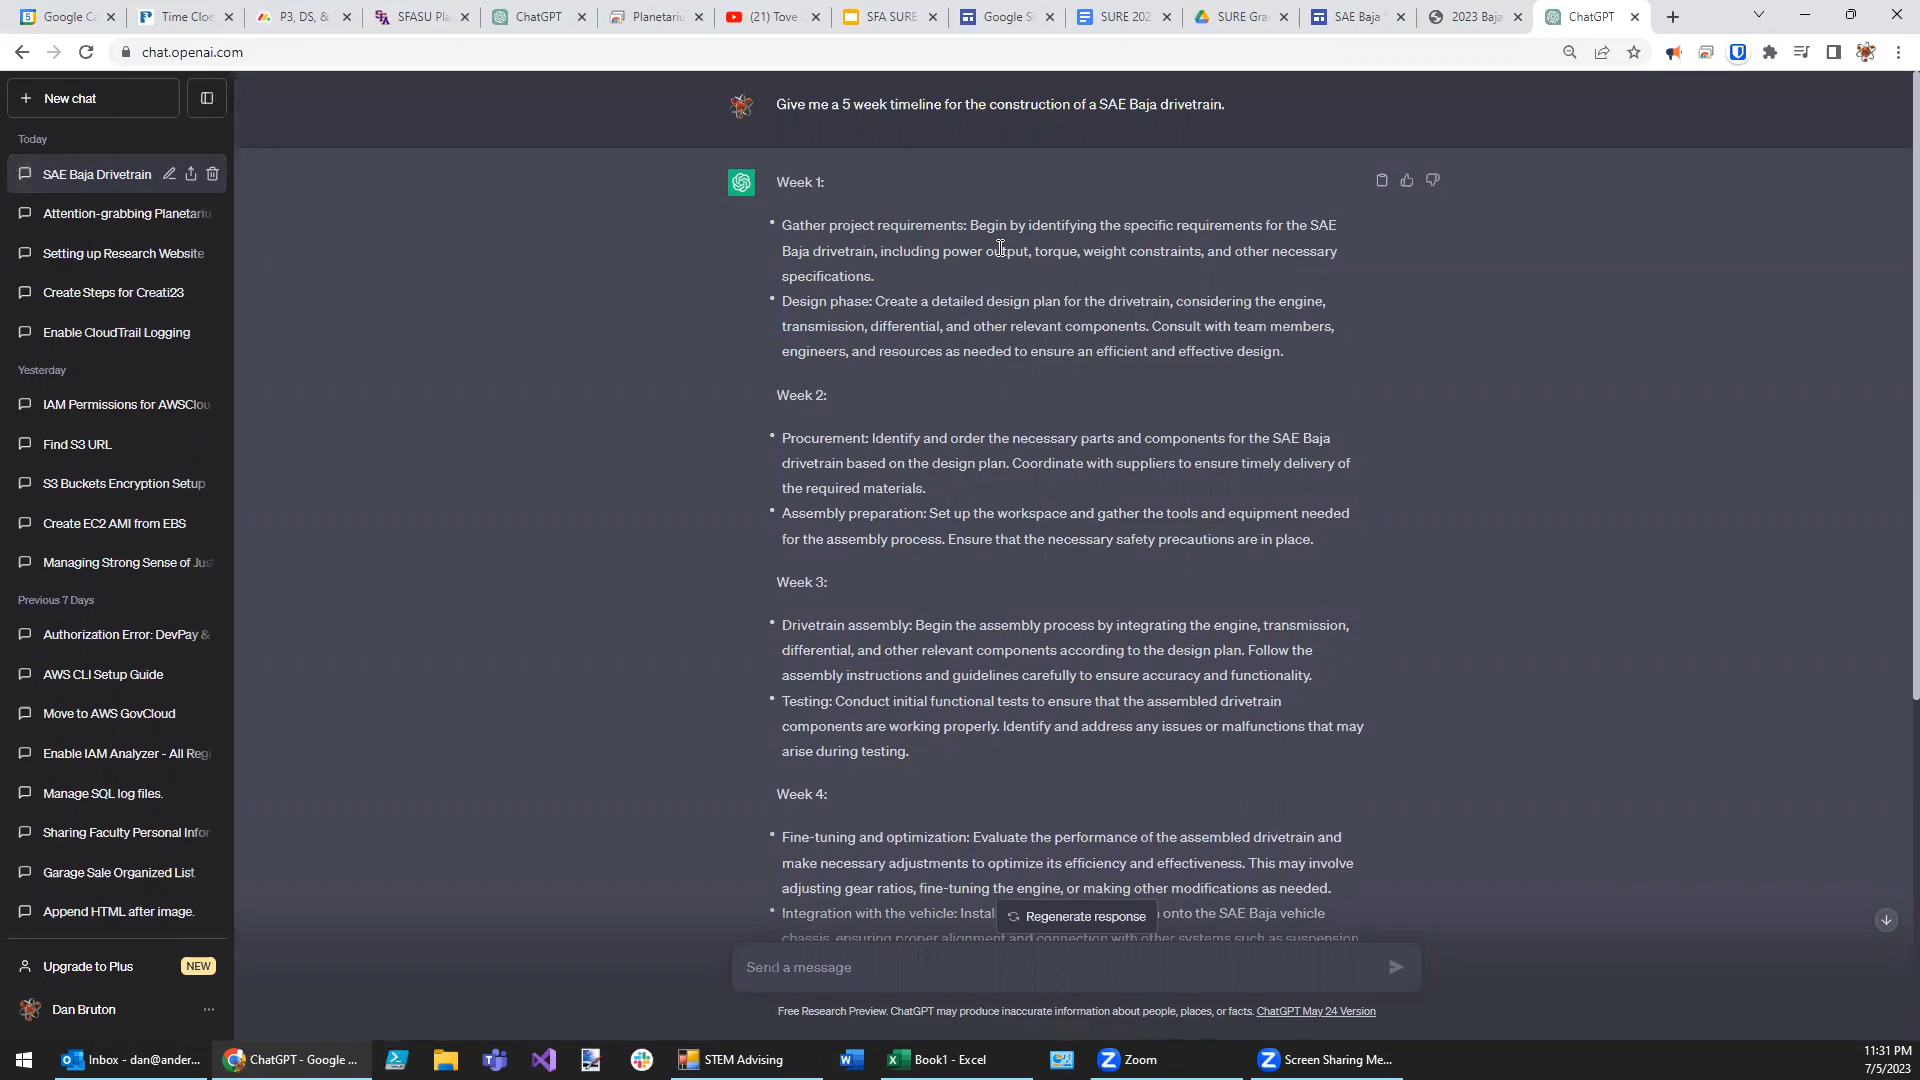 Google Ca
Time Cloc
P3, DS, &
SFASU Pla
ChatGPT
Planetariu
(21) Tove
SFA SURE
Google Si
SURE 202
SURE Gra
SAE Baja
2023 Baja
ChatGPT
chat.openai.com
New chat
Today
SAE Baja Drivetrain
Attention-grabbing Planetariu
Setting up Research Website
Create Steps for Creati23
Enable CloudTrail Logging
Yesterday
IAM Permissions for AWSClou
Find S3 URL
S3 Buckets Encryption Setup
Create EC2 AMI from EBS
Managing Strong Sense of Jus
Previous 7 Days
Authorization Error: DevPay &
AWS CLI Setup Guide
Move to AWS GovCloud
Enable IAM Analyzer - All Regi
Manage SQL log files.
Sharing Faculty Personal Infor
Garage Sale Organized List
Append HTML after image.
Upgrade to Plus
NEW
Dan Bruton
Give me a 5 week timeline for the construction of a SAE Baja drivetrain.
Week 1:
• Gather project requirements: Begin by identifying the specific requirements for the SAE
Baja drivetrain, including power output, torque, weight constraints, and other necessary
specifications.
• Design phase: Create a detailed design plan for the drivetrain, considering the engine,
transmission, differential, and other relevant components. Consult with team members,
engineers, and resources as needed to ensure an efficient and effective design.
Week 2:
• Procurement: Identify and order the necessary parts and components for the SAE Baja
drivetrain based on the design plan. Coordinate with suppliers to ensure timely delivery of
the required materials.
• Assembly preparation: Set up the workspace and gather the tools and equipment needed
for the assembly process. Ensure that the necessary safety precautions are in place.
Week 3:
• Drivetrain assembly: Begin the assembly process by integrating the engine, transmission,
differential, and other relevant components according to the design plan. Follow the
assembly instructions and guidelines carefully to ensure accuracy and functionality.
• Testing: Conduct initial functional tests to ensure that the assembled drivetrain
components are working properly. Identify and address any issues or malfunctions that may
arise during testing.
Week 4:
• Fine-tuning and optimization: Evaluate the performance of the assembled drivetrain and
make necessary adjustments to optimize its efficiency and effectiveness. This may involve
adjusting gear ratios, fine-tuning the engine, or making other modifications as needed.
• Integration with the vehicle: Instal
onto the SAE Baja vehicle
Regenerate response
chassis, ensuring proper alignment and connection with other systems such as suspension
Send a message
Free Research Preview. ChatGPT may produce inaccurate information about people, places, or facts. ChatGPT May 24 Version
Inbox - dan@ander...
ChatGPT - Google ...
STEM Advising
Book1 - Excel
Zoom
Screen Sharing Me...
11:31 PM
7/5/2023